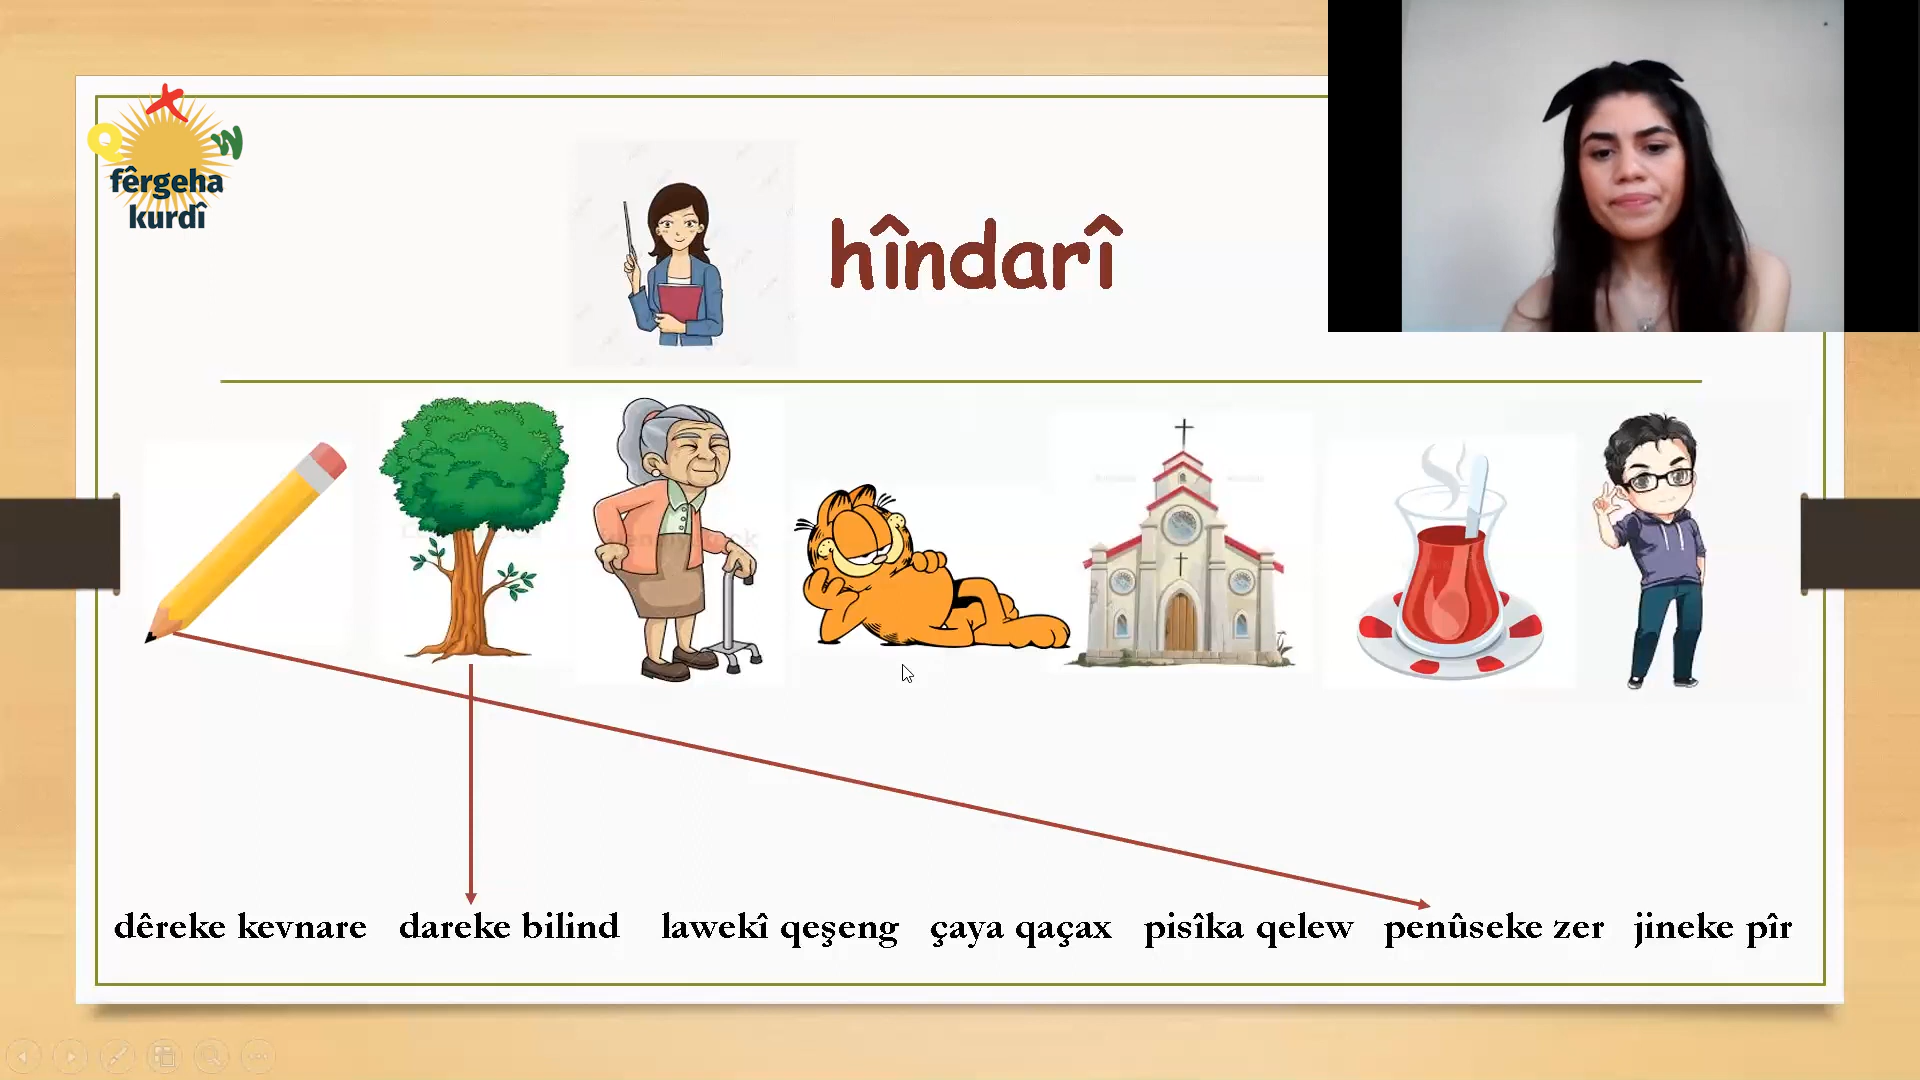 Q X W
fêrgeha
kurdî
hîndarî
dêreke kevnare dareke bilind lawekî qeşeng çaya qaçax pisîka qelew penûseke zer jineke pîr